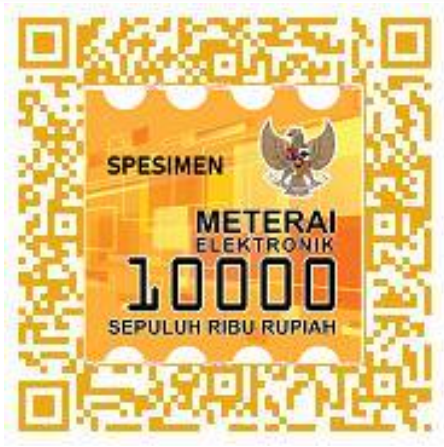 SPESIMEN
METERAI
ELEKTRONIK
10000
SEPULUH RIBU RUPIAH